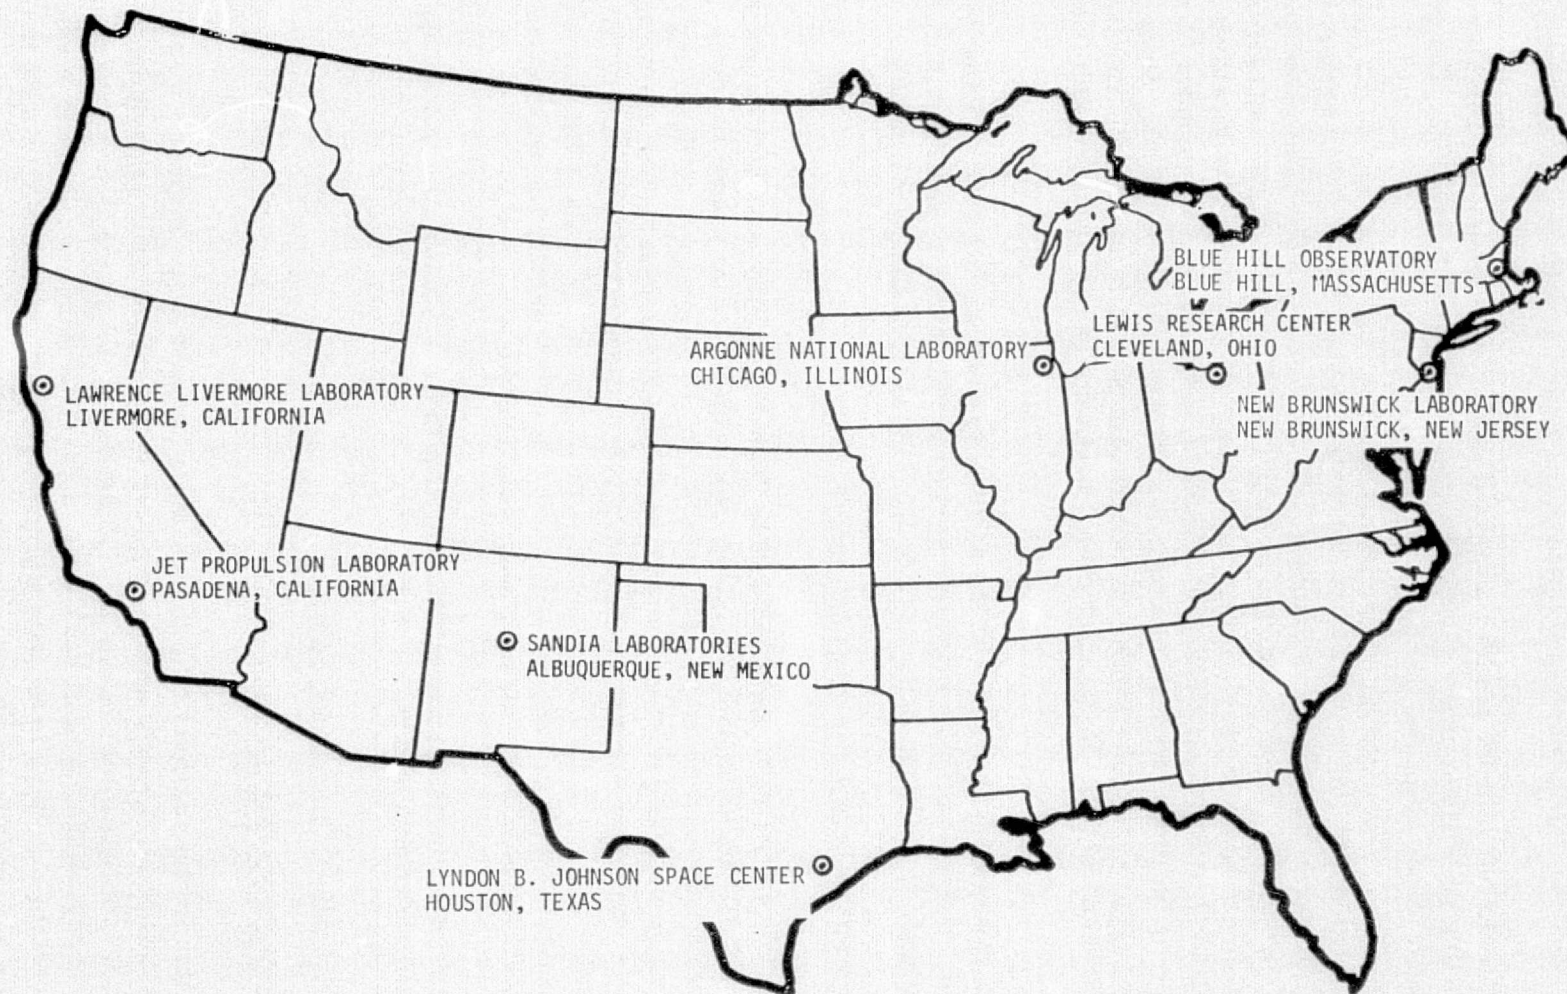 BLUE HILL OBSERVATORY
BLUE HILL, MASSACHUSETTS
LEWIS RESEARCH CENTER
CLEVELAND, OHIO
ARGONNE NATIONAL LABORATORY
CHICAGO, ILLINOIS
LAWRENCE LIVERMORE LABORATORY
LIVERMORE, CALIFORNIA
NEW BRUNSWICK LABORATORY
NEW BRUNSWICK, NEW JERSEY
JET PROPULSION LABORATORY
PASADENA, CALIFORNIA
SANDIA LABORATORIES
ALBUQUERQUE, NEW MEXICO
LYNDON B. JOHNSON SPACE CENTER
HOUSTON, TEXAS